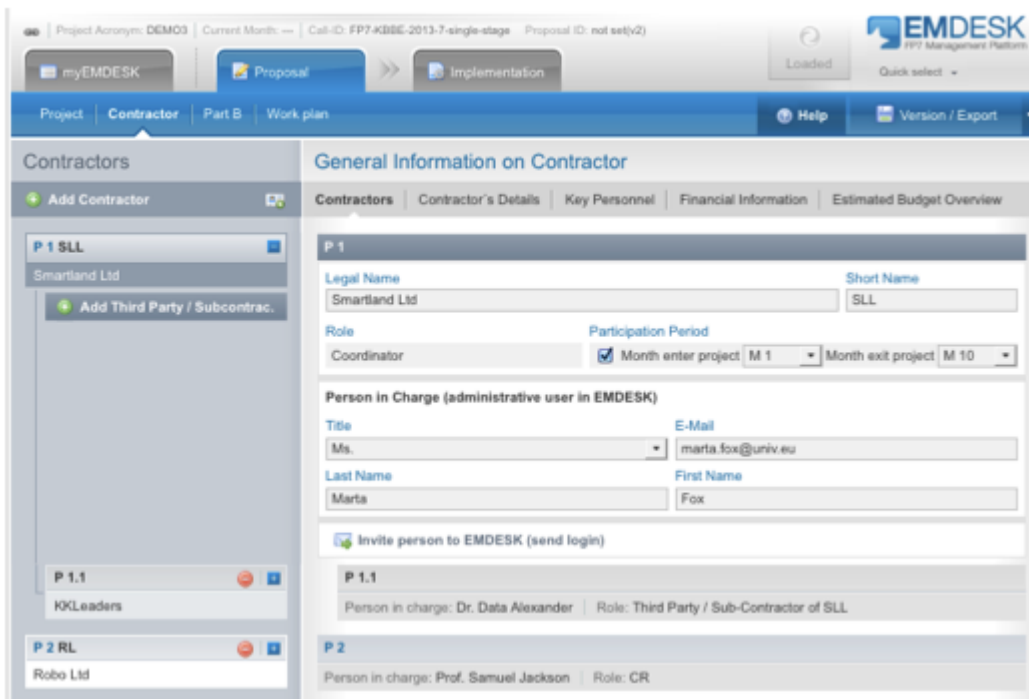 Project Acronym: DEMO3 | Current Month: --- | Call-ID: FP7-KBBE-2013-7-single-stage Proposal ID: not set(v2)
EMDESK
FP7 Management Platform
Loaded
Quick select
myEMDESK
Proposal
Implementation
Project | Contractor | Part B | Work plan
Help
Version / Export
Contractors
Add Contractor
P 1 SLL
Smartland Ltd
Add Third Party / Subcontrac.
P 1.1
KKLeaders
P 2 RL
Robo Ltd
General Information on Contractor
Contractors | Contractor`s Details | Key Personnel | Financial Information | Estimated Budget Overview
P 1
Legal Name Short Name
Smartland Ltd SLL
Role Participation Period
Coordinator Month enter project M 1 Month exit project M 10
Person in Charge (administrative user in EMDESK)
Title E-Mail
Ms. marta.fox@univ.eu
Last Name First Name
Marta Fox
Invite person to EMDESK (send login)
P 1.1
Person in charge: Dr. Data Alexander | Role: Third Party / Sub-Contractor of SLL
P 2
Person in charge: Prof. Samuel Jackson | Role: CR